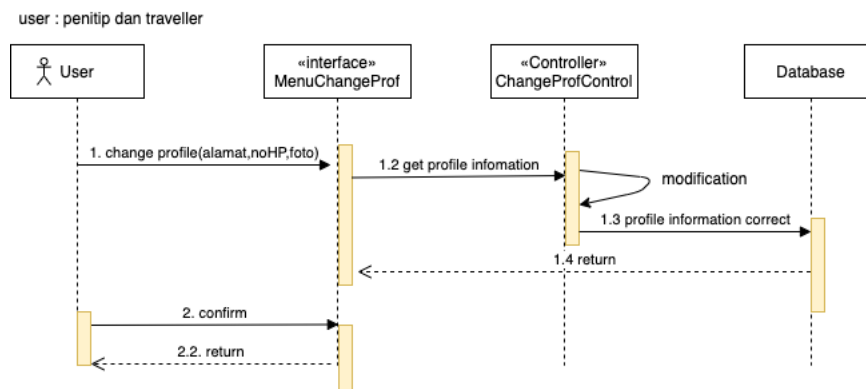 user : penitip dan traveller
User
«interface»
MenuChangeProf
«Controller»
ChangeProfControl
Database
1. change profile(alamat,noHP,foto)
1.2 get profile infomation
modification
1.3 profile information correct
1.4 return
2. confirm
2.2. return